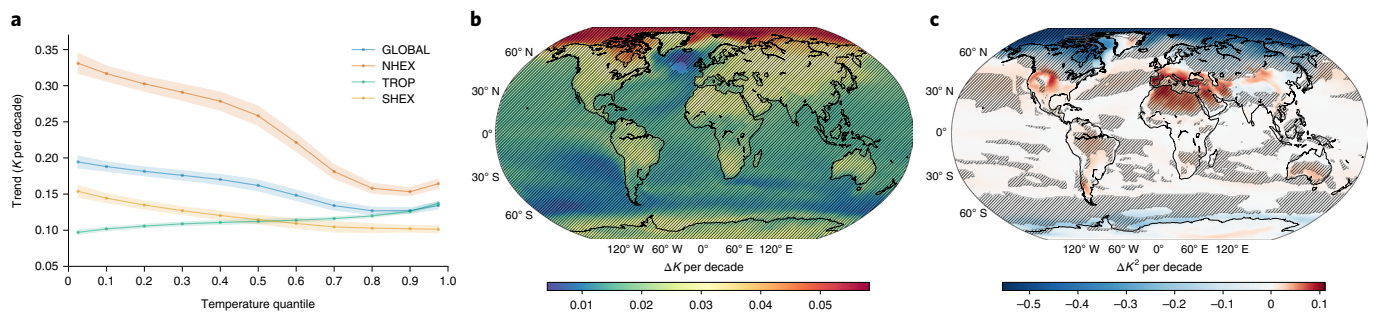 a
0.35
0.30
0.25
0.20
0.15
0.10
0.05
Trend (K per decade)
0 0.1 0.2 0.3 0.4 0.5 0.6 0.7 0.8 0.9 1.0
Temperature quantile
GLOBAL
NHEX
TROP
SHEX
b
60° N
30° N
0°
30° S
60° S
120° W 60° W 0° 60° E 120° E
ΔK per decade
0.01 0.02 0.03 0.04 0.05
c
60° N
30° N
0°
30° S
60° S
120° W 60° W 0° 60° E 120° E
ΔK² per decade
–0.5 –0.4 –0.3 –0.2 –0.1 0 0.1